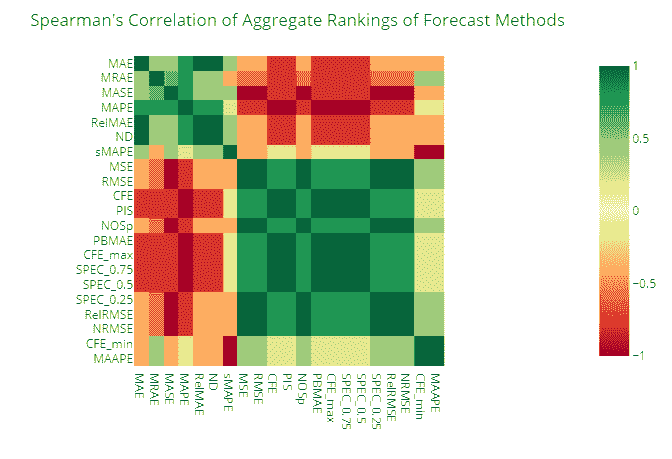 Spearman's Correlation of Aggregate Rankings of Forecast Methods
MAE
MRAE
MASE
MAPE
RelMAE
ND
sMAPE
MSE
RMSE
CFE
PIS
NOSp
PBMAE
CFE_max
SPEC_0.75
SPEC_0.5
SPEC_0.25
RelRMSE
NRMSE
CFE_min
MAAPE
MAE
MRAE
MASE
MAPE
RelMAE
ND
sMAPE
MSE
RMSE
CFE
PIS
NOSp
PBMAE
CFE_max
SPEC_0.75
SPEC_0.5
SPEC_0.25
RelRMSE
NRMSE
CFE_min
MAAPE
1
0.5
0
−0.5
−1